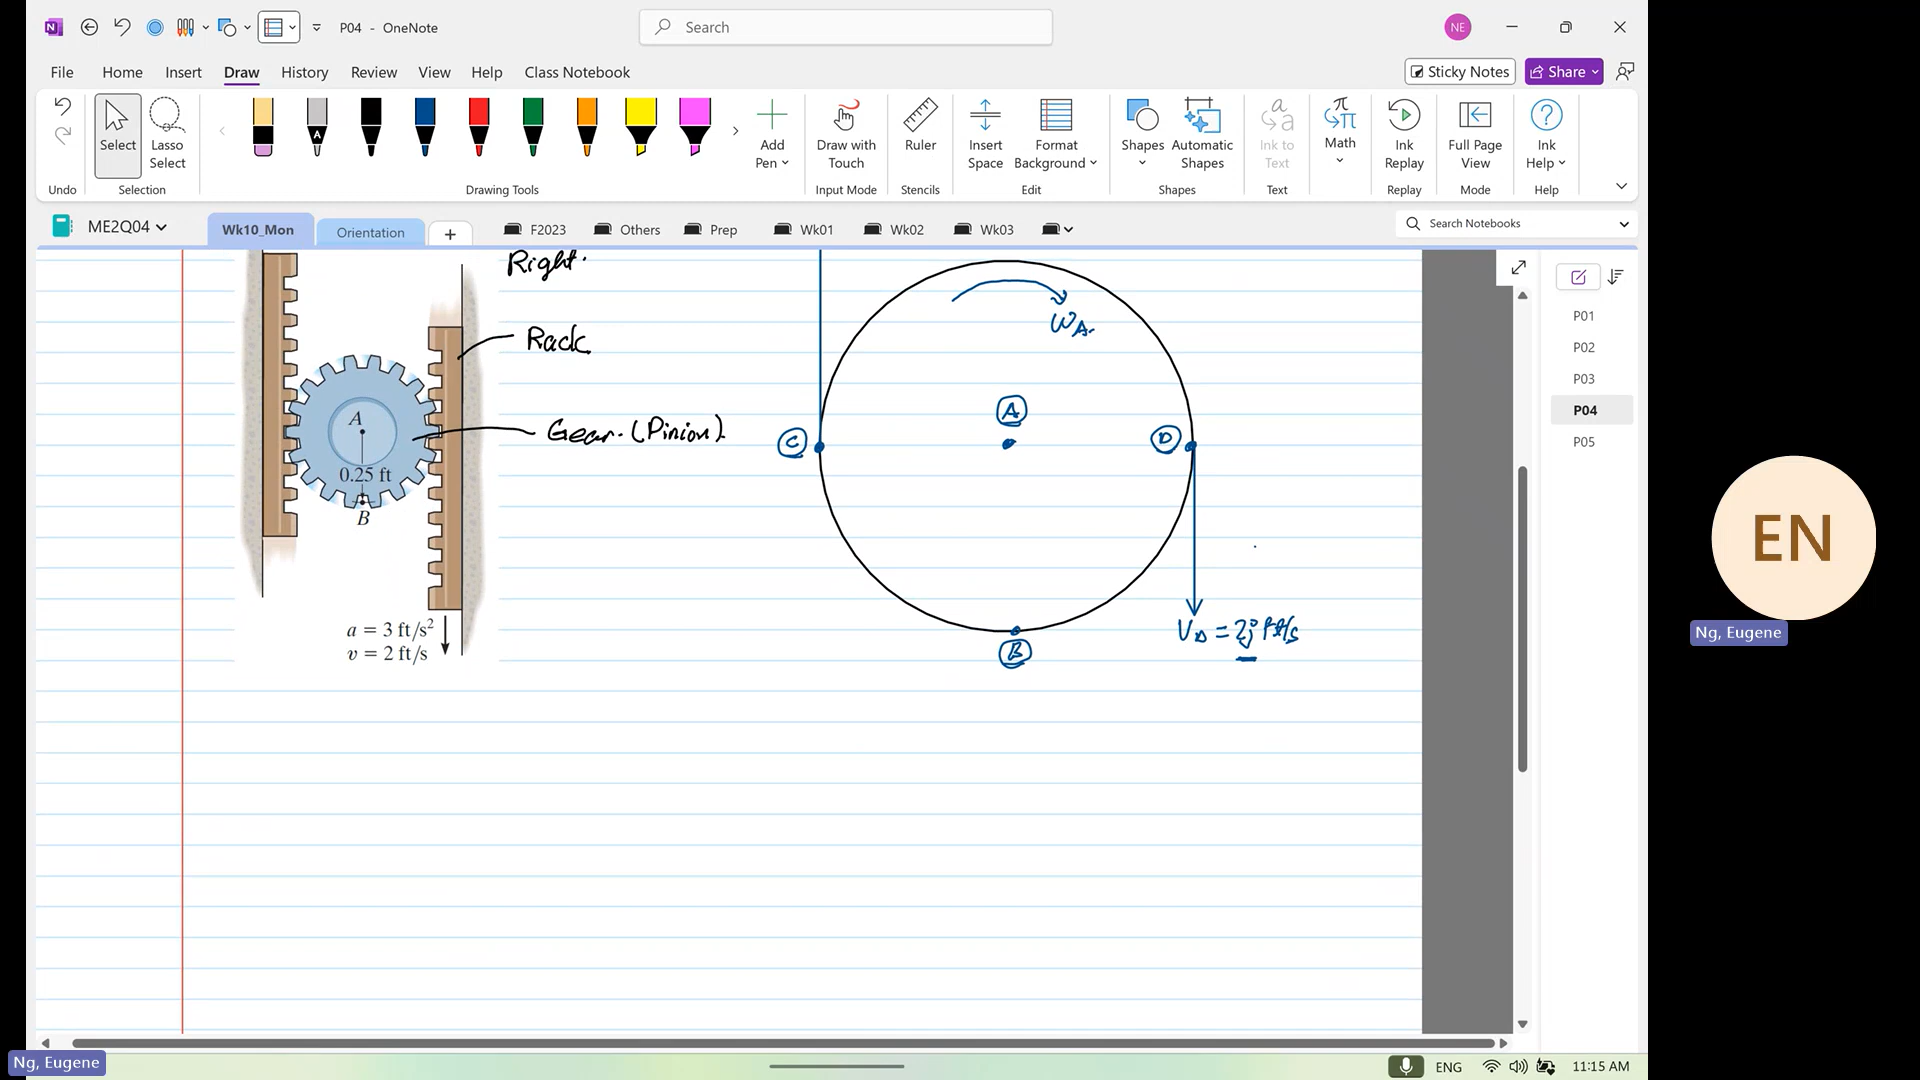 P04 - OneNote
Search
NE
File Home Insert Draw History Review View Help Class Notebook
Sticky Notes
Share
Undo
Select
Lasso Select
Selection
A
Drawing Tools
Add Pen
Draw with Touch
Input Mode
Ruler
Stencils
Insert Space
Format Background
Edit
Shapes
Automatic Shapes
Shapes
Ink to Text
Text
Math
Ink Replay
Replay
Full Page View
Mode
Ink Help
Help
ME2Q04
Wk10_Mon
Orientation
+
F2023
Others
Prep
Wk01
Wk02
Wk03
Search Notebooks
P01
P02
P03
P04
P05
Right.
Rack
Gear. (Pinion)
A
0.25 ft
B
a = 3 ft/s²
v = 2 ft/s
ωA.
A
C
D
B
VD = 2j ft/s
EN
Ng, Eugene
Ng, Eugene
ENG
11:15 AM